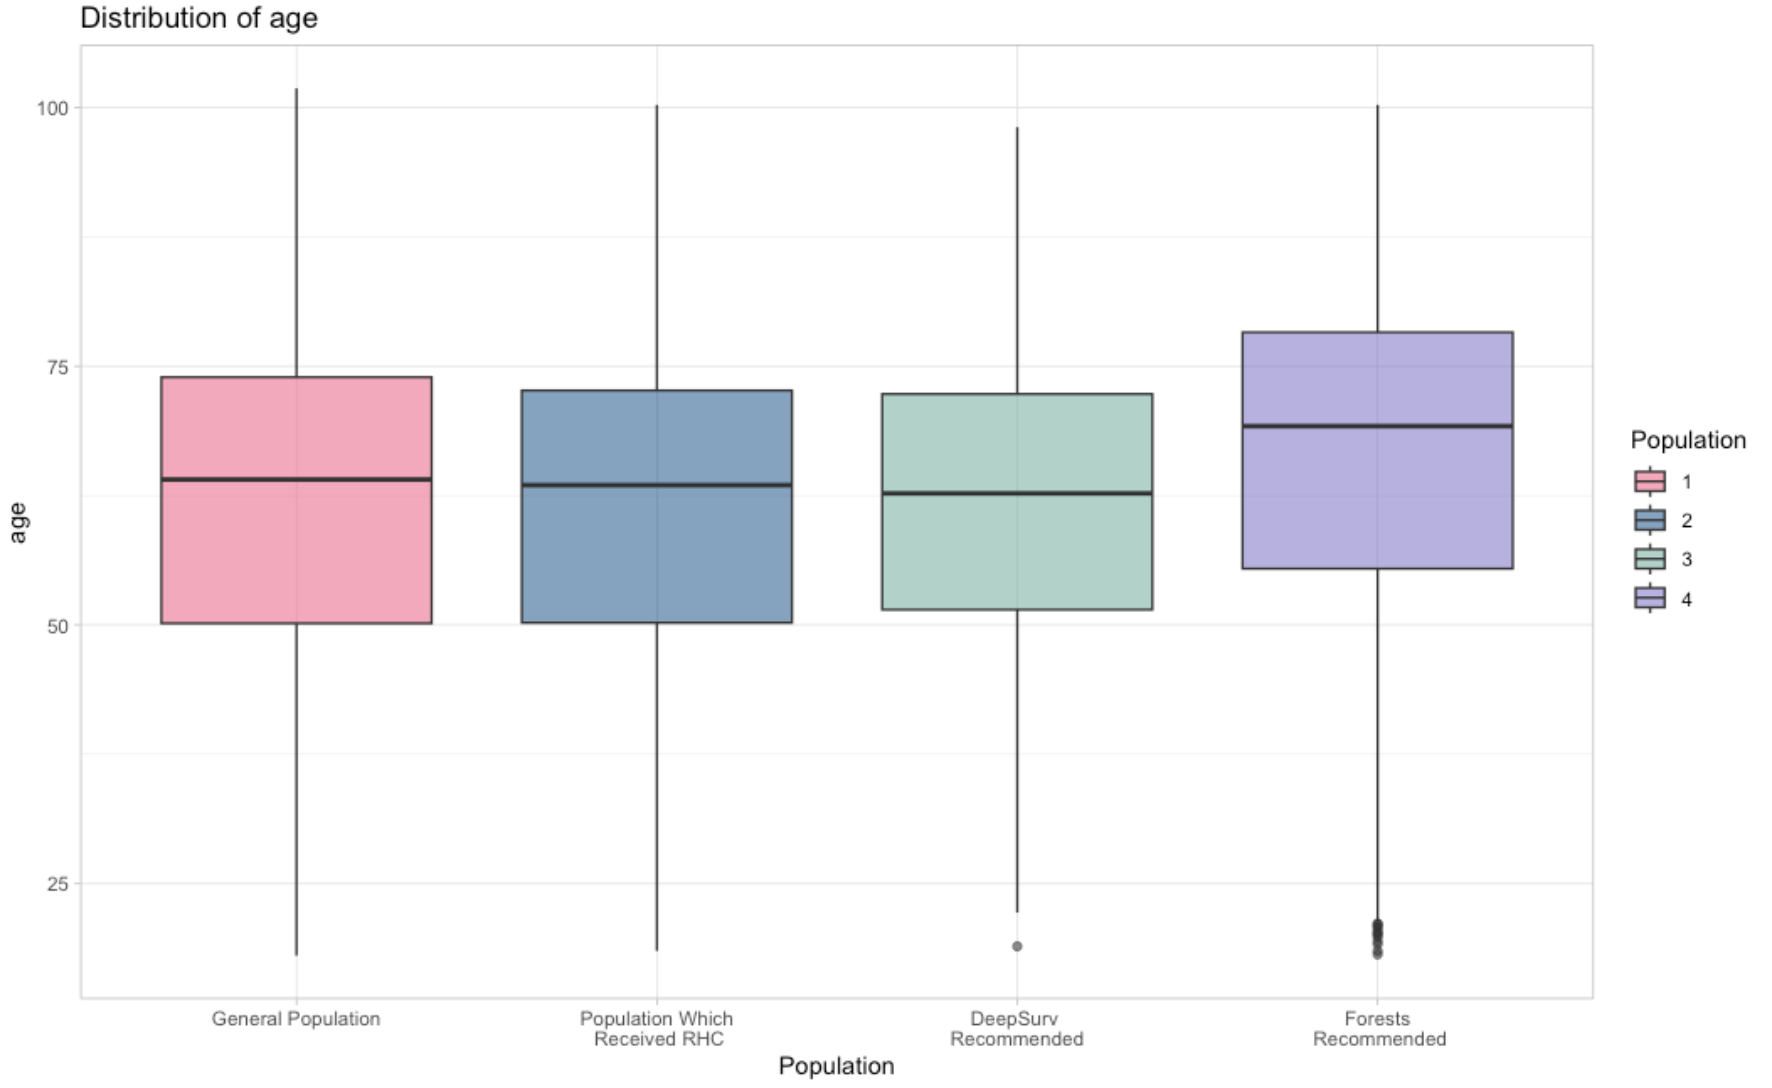 Distribution of age
100
75
50
25
age
General Population
Population Which
Received RHC
DeepSurv
Recommended
Forests
Recommended
Population
Population
1
2
3
4